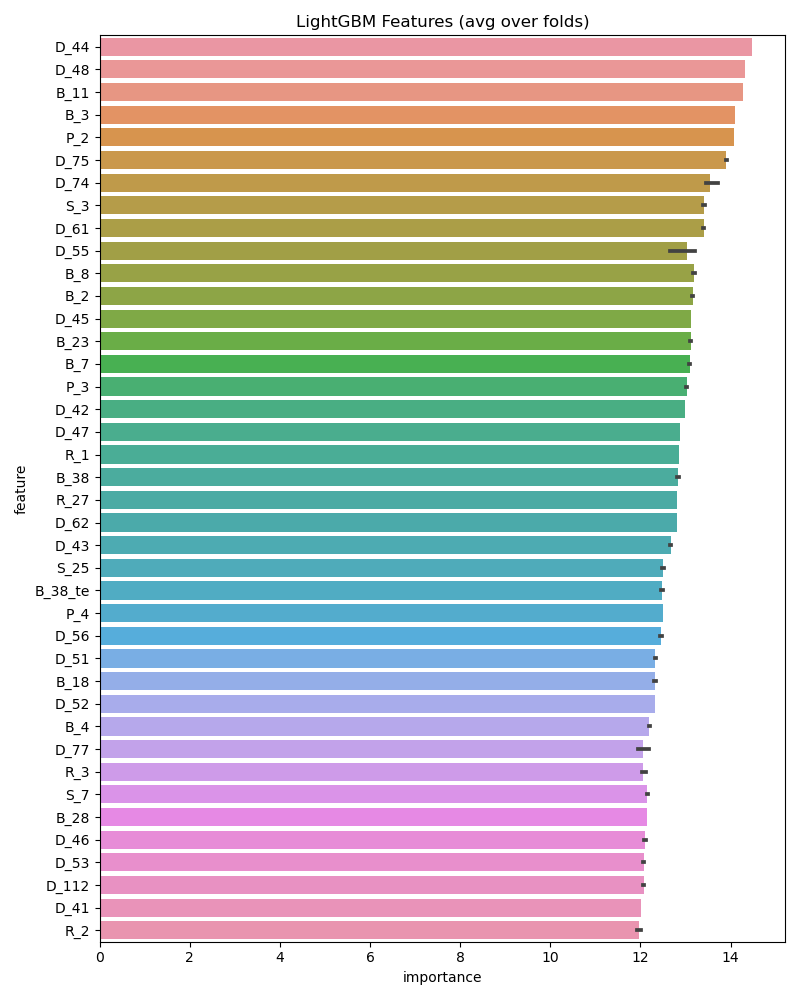 LightGBM Features (avg over folds)
D_44
D_48
B_11
B_3
P_2
D_75
D_74
S_3
D_61
D_55
B_8
B_2
D_45
B_23
B_7
P_3
D_42
D_47
R_1
B_38
R_27
D_62
D_43
S_25
B_38_te
P_4
D_56
D_51
B_18
D_52
B_4
D_77
R_3
S_7
B_28
D_46
D_53
D_112
D_41
R_2
feature
0 2 4 6 8 10 12 14
importance